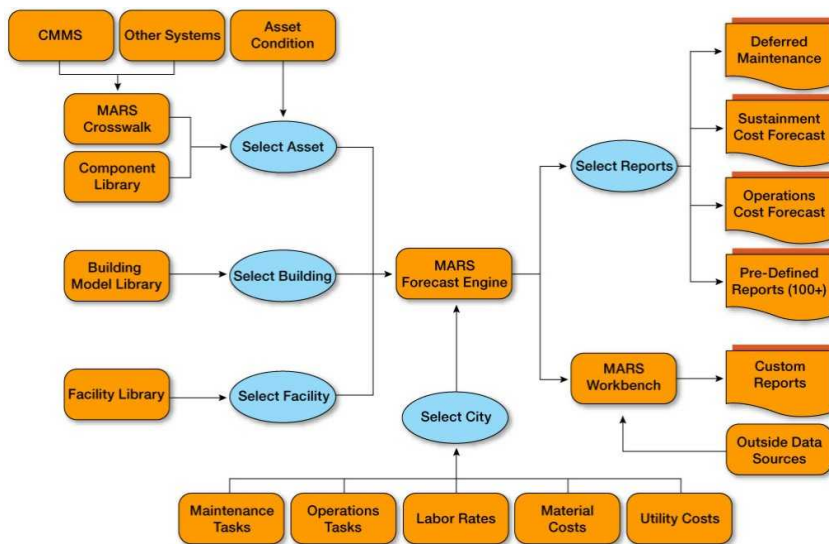 CMMS
Other Systems
Asset
Condition
MARS
Crosswalk
Component
Library
Select Asset
Building
Model Library
Select Building
Facility Library
Select Facility
MARS
Forecast Engine
Select City
Maintenance
Tasks
Operations
Tasks
Labor Rates
Material
Costs
Utility Costs
Select Reports
Deferred
Maintenance
Sustainment
Cost Forecast
Operations
Cost Forecast
Pre-Defined
Reports (100+)
MARS
Workbench
Custom
Reports
Outside Data
Sources